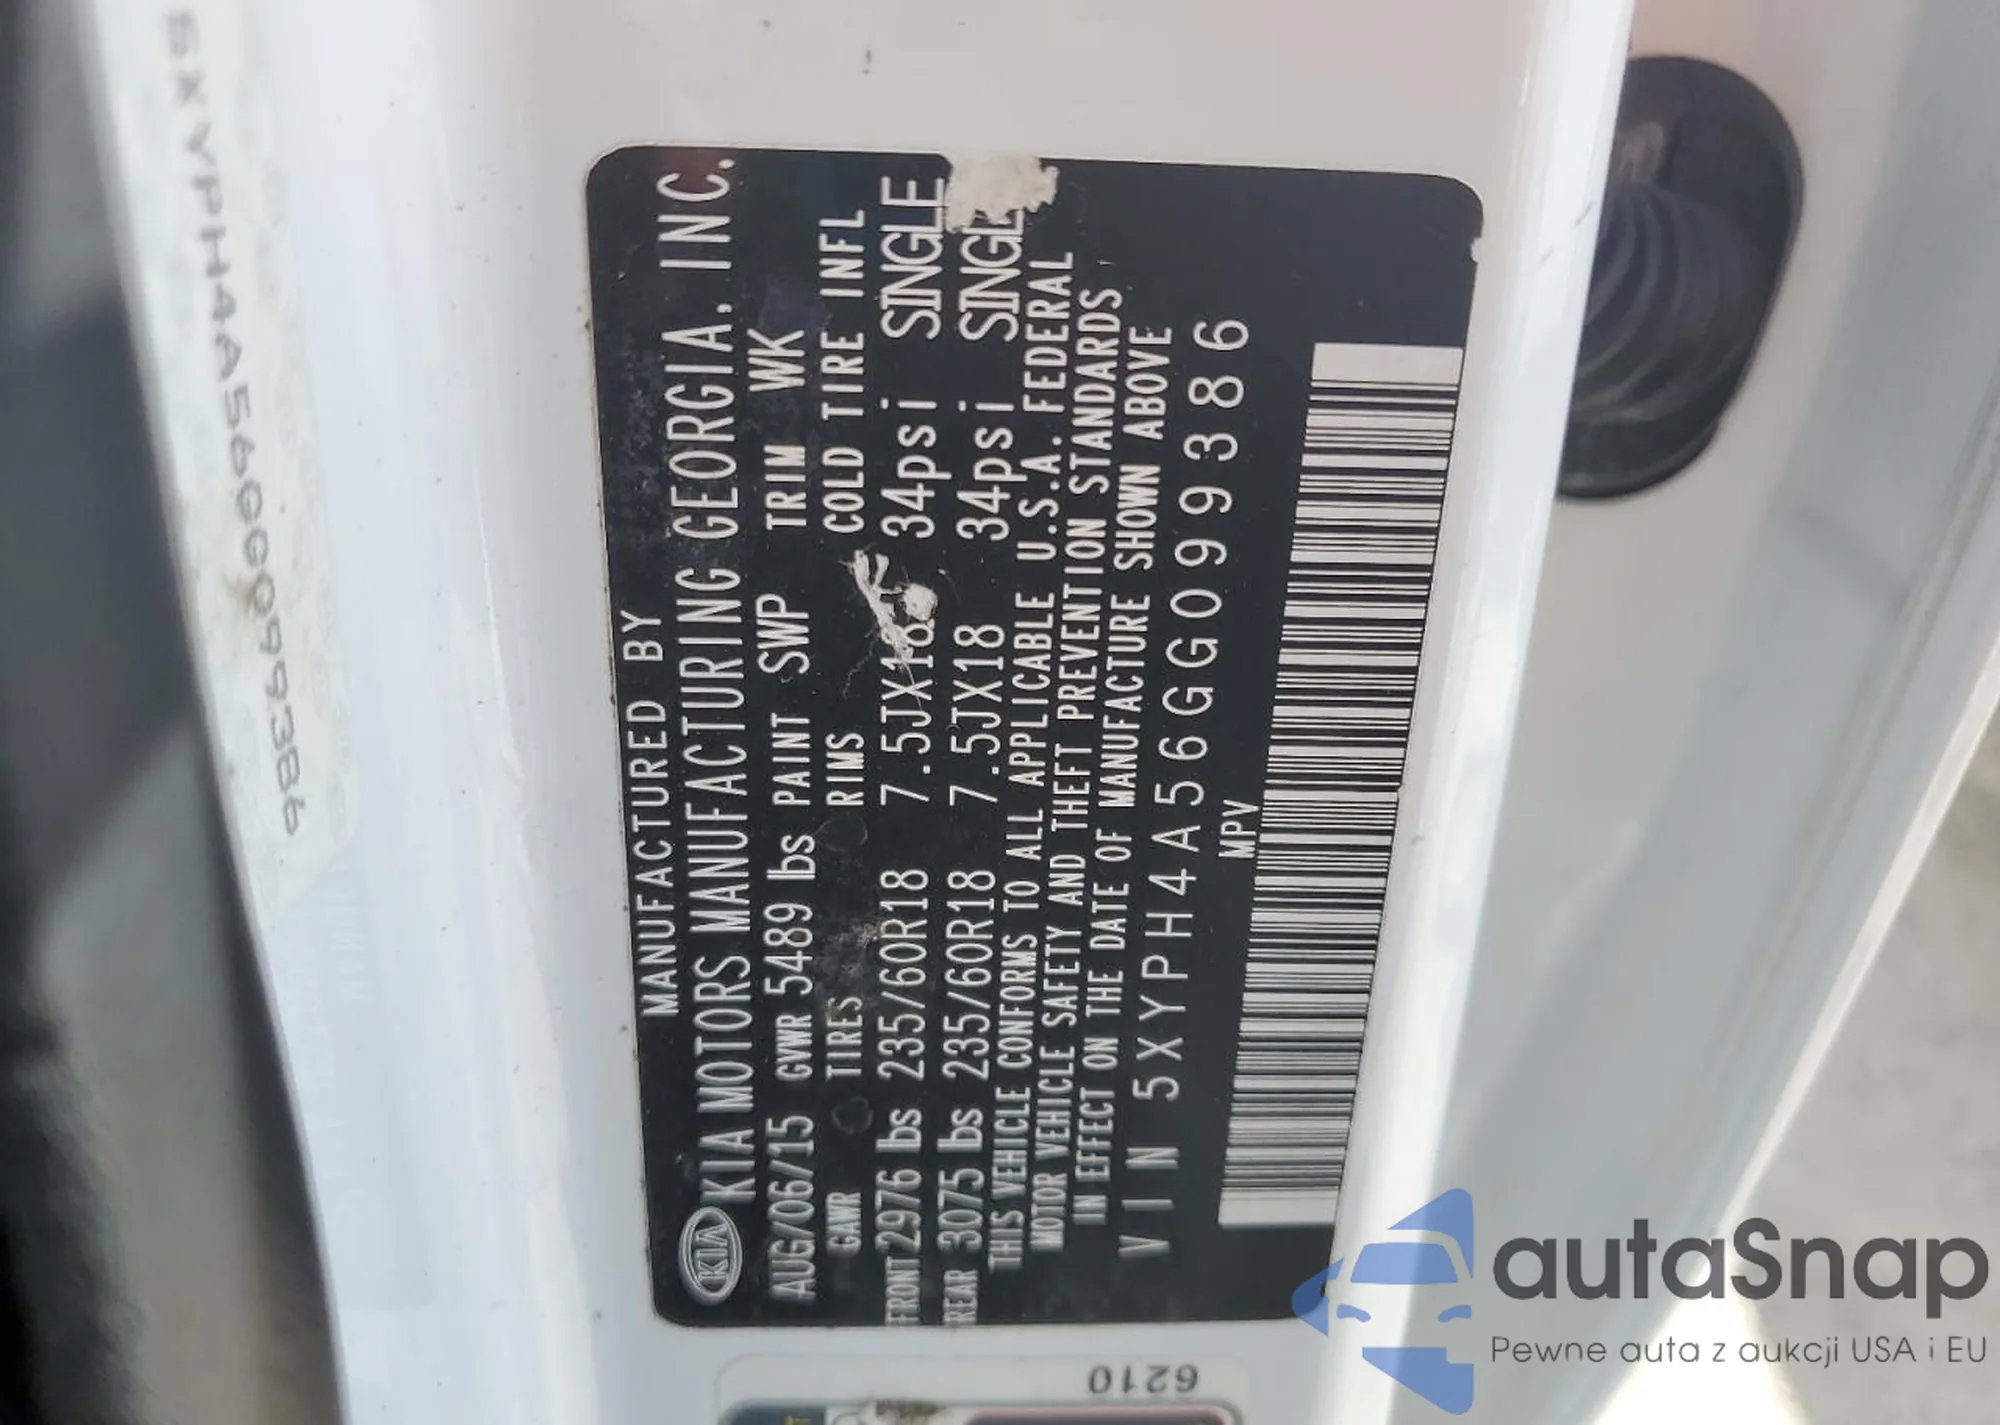 5XYPH4A56GG099386
MANUFACTURED BY
KIA KIA MOTORS MANUFACTURING GEORGIA. INC.
AUG/06/15 GVWR 5489 lbs PAINT SWP TRIM WK
GAWR TIRES RIMS COLD TIRE INFL
FRONT 2976 lbs 235/60R18 7.5JX18 34psi SINGLE
REAR 3075 lbs 235/60R18 7.5JX18 34psi SINGLE
THIS VEHICLE CONFORMS TO ALL APPLICABLE U.S.A. FEDERAL
MOTOR VEHICLE SAFETY AND THEFT PREVENTION STANDARDS
IN EFFECT ON THE DATE OF MANUFACTURE SHOWN ABOVE
VIN 5XYPH4A56GG099386
MPV
6210
autaSnap
Pewne auta z aukcji USA i EU